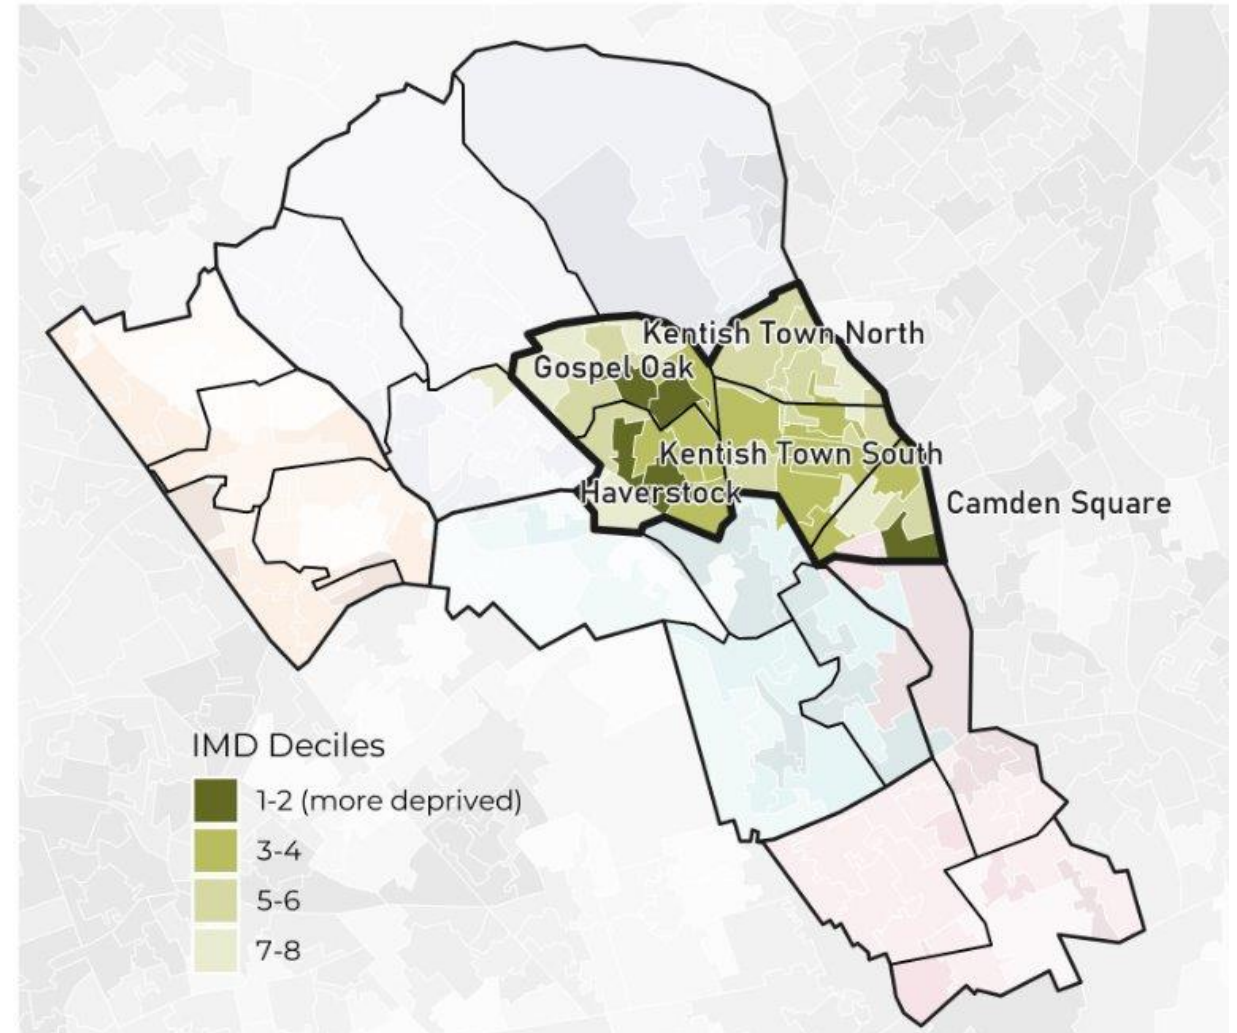 Kentish Town North
Gospel Oak
Kentish Town South
Haverstock
Camden Square
IMD Deciles
1-2 (more deprived)
3-4
5-6
7-8